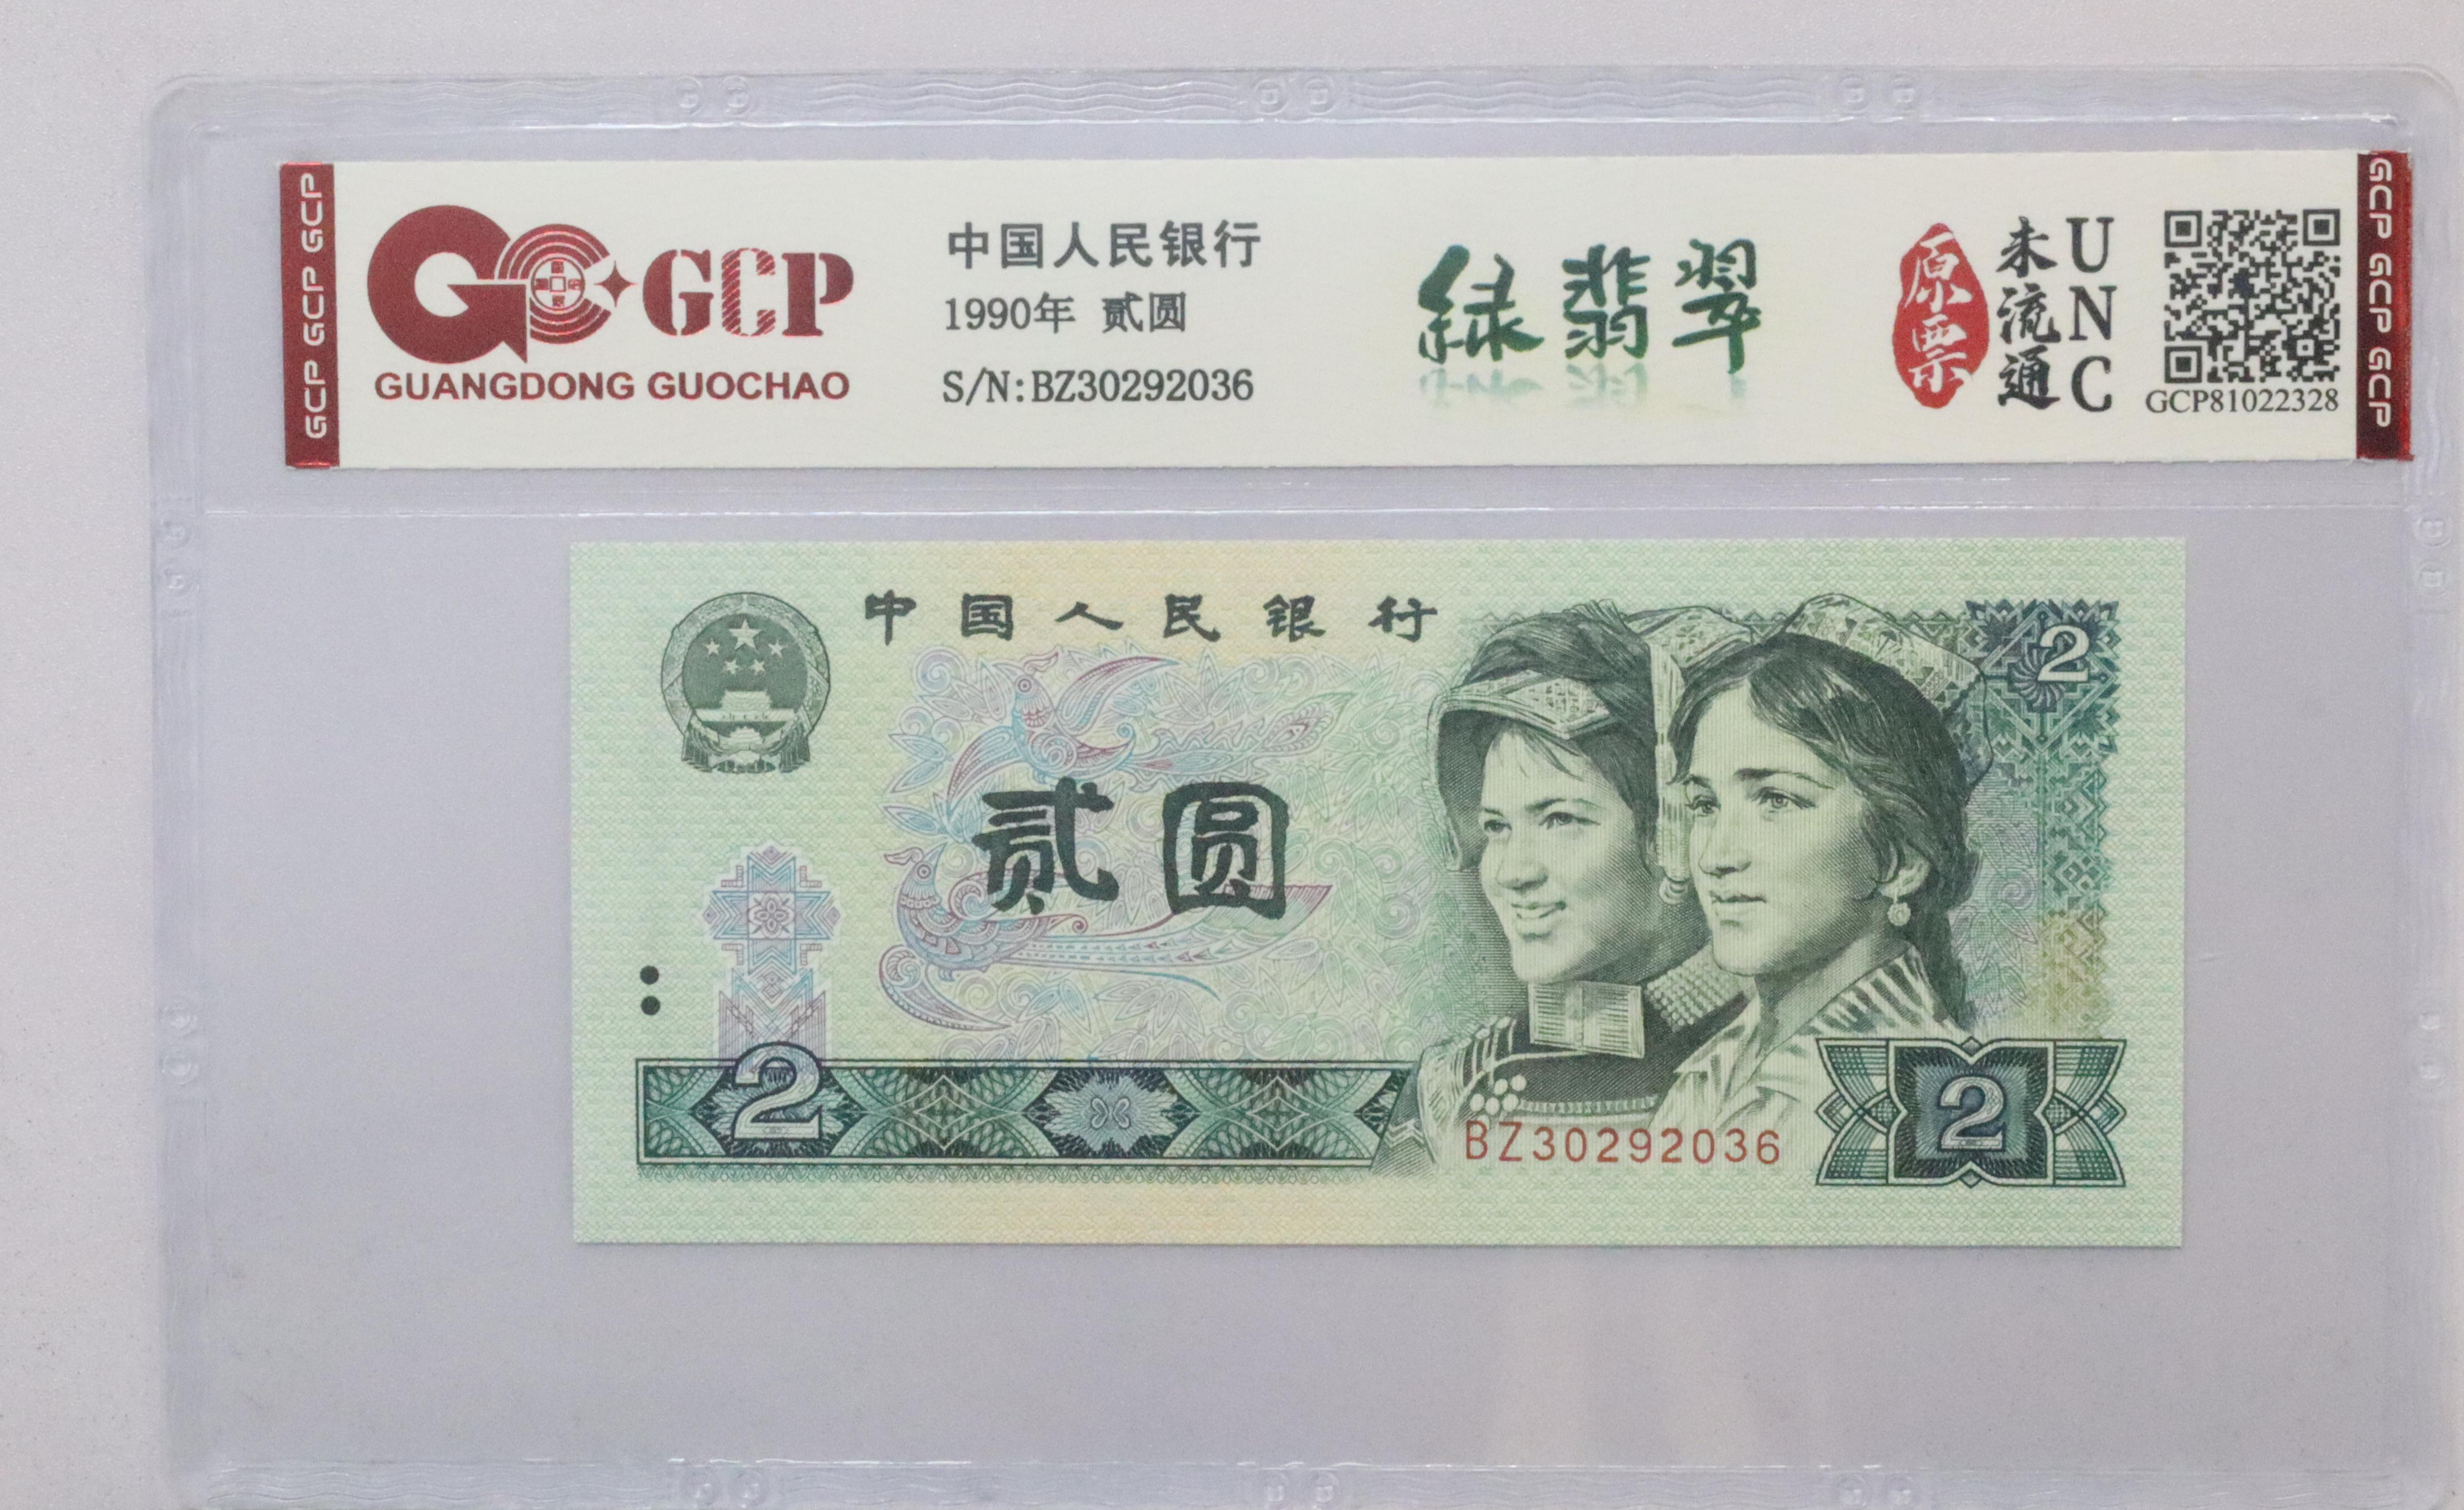 GCP GCP GCP
GCP
GUANGDONG GUOCHAO
中国人民银行
1990年 贰圆
S/N:BZ30292036
绿翡翠
原票
未流通
UNC
GCP81022328
GCP GCP GCP
中国人民银行
2
贰圆
2
BZ30292036
2